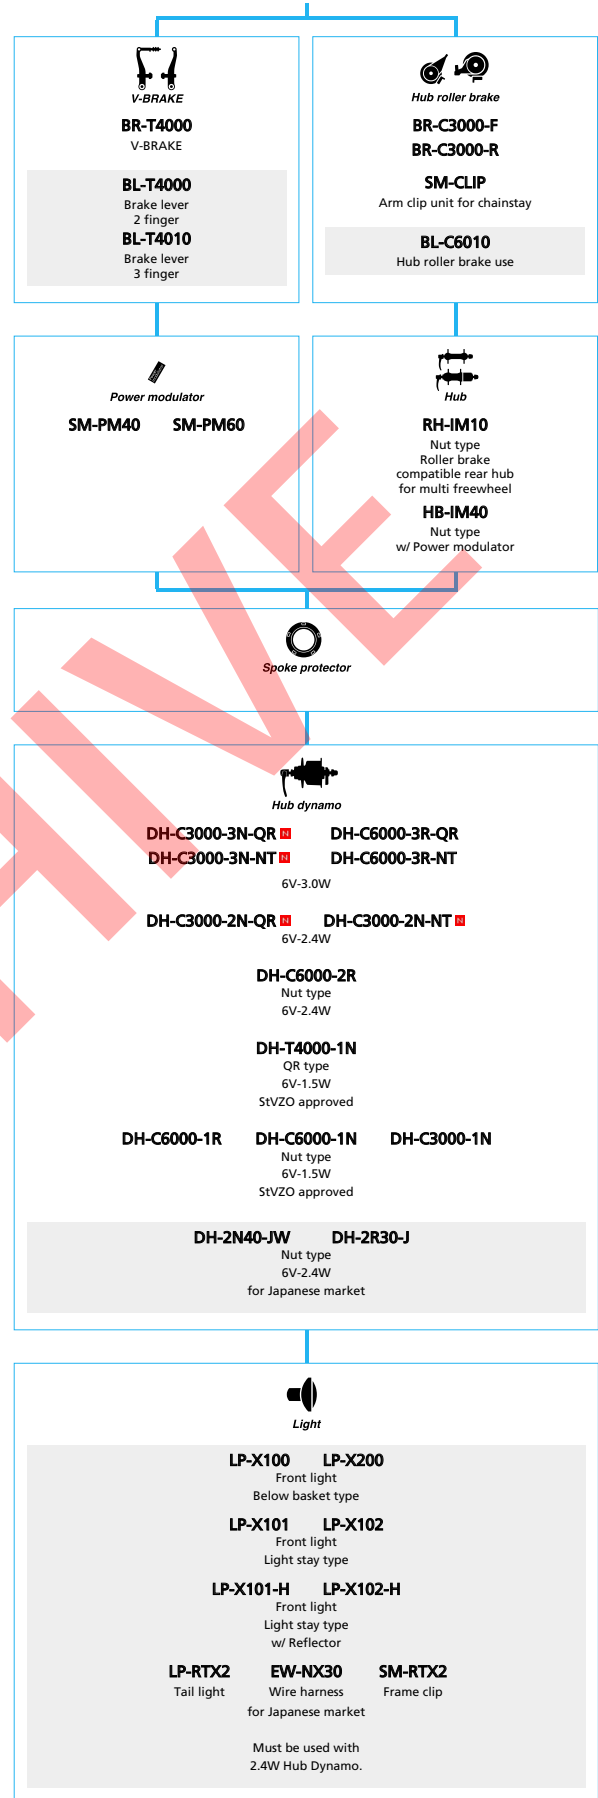 V-BRAKE
BR-T4000
V-BRAKE
BL-T4000
Brake lever
2 finger
BL-T4010
Brake lever
3 finger
Hub roller brake
BR-C3000-F
BR-C3000-R
SM-CLIP
Arm clip unit for chainstay
BL-C6010
Hub roller brake use
Power modulator
SM-PM40 SM-PM60
Hub
RH-IM10
Nut type
Roller brake
compatible rear hub
for multi freewheel
HB-IM40
Nut type
w/ Power modulator
Spoke protector
Hub dynamo
DH-C3000-3N-QR N DH-C6000-3R-QR
DH-C3000-3N-NT N DH-C6000-3R-NT
6V-3.0W
DH-C3000-2N-QR N DH-C3000-2N-NT N
6V-2.4W
DH-C6000-2R
Nut type
6V-2.4W
DH-T4000-1N
QR type
6V-1.5W
StVZO approved
DH-C6000-1R DH-C6000-1N DH-C3000-1N
Nut type
6V-1.5W
StVZO approved
DH-2N40-JW DH-2R30-J
Nut type
6V-2.4W
for Japanese market
Light
LP-X100 LP-X200
Front light
Below basket type
LP-X101 LP-X102
Front light
Light stay type
LP-X101-H LP-X102-H
Front light
Light stay type
w/ Reflector
LP-RTX2 EW-NX30 SM-RTX2
Tail light Wire harness Frame clip
for Japanese market
Must be used with
2.4W Hub Dynamo.
HIVE